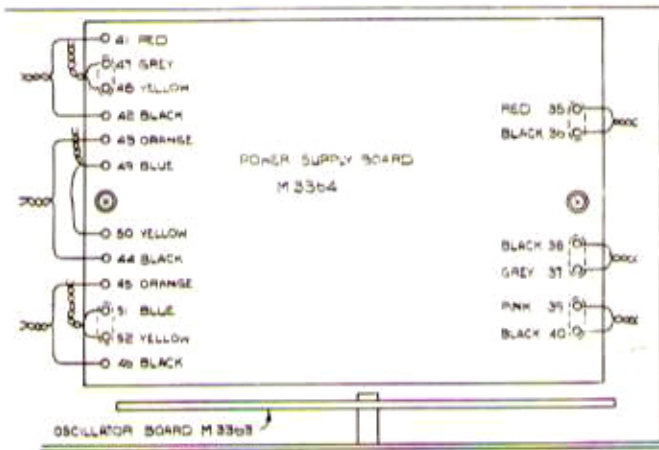 41 RED
47 GREY
48 YELLOW
42 BLACK
43 ORANGE
49 BLUE
50 YELLOW
44 BLACK
45 ORANGE
51 BLUE
52 YELLOW
46 BLACK
POWER SUPPLY BOARD
M 3364
RED 35
BLACK 36
BLACK 38
GREY 37
PINK 39
BLACK 40
OSCILLATOR BOARD M 3363